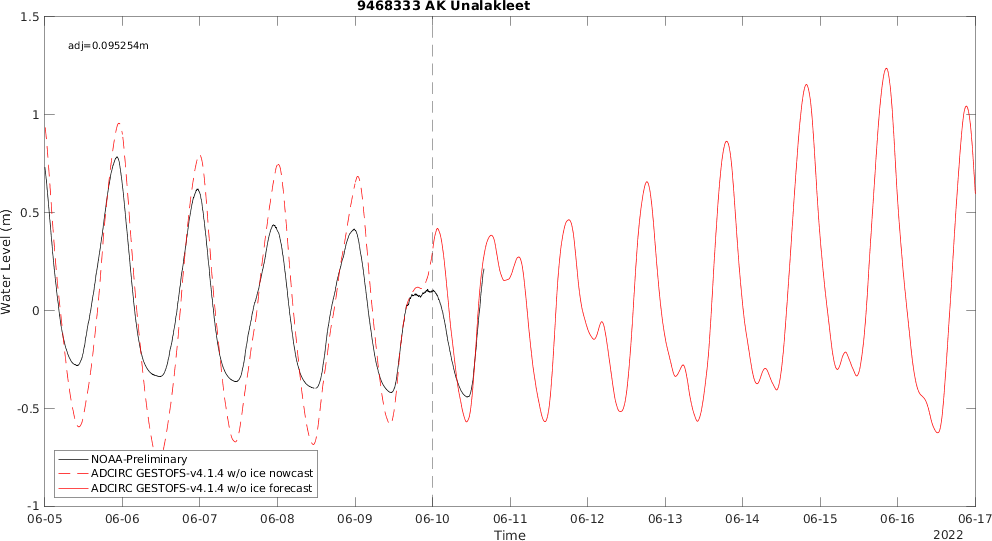 9468333 AK Unalakleet
adj=0.095254m
Water Level (m)
1.5
1
0.5
0
-0.5
-1
NOAA-Preliminary
ADCIRC GESTOFS-v4.1.4 w/o ice nowcast
ADCIRC GESTOFS-v4.1.4 w/o ice forecast
06-05 06-06 06-07 06-08 06-09 06-10 06-11 06-12 06-13 06-14 06-15 06-16 06-17
Time
2022